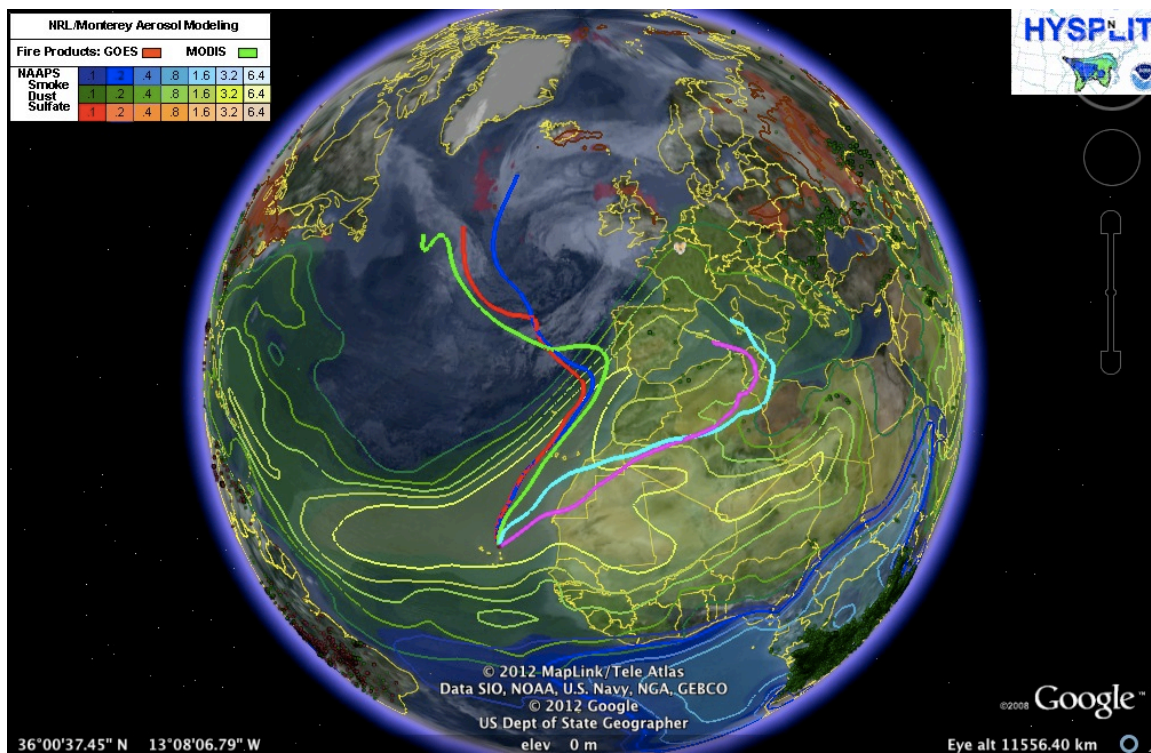 NRL/Monterey Aerosol Modeling
Fire Products: GOES MODIS
NAAPS .1 .2 .4 .8 1.6 3.2 6.4
Smoke
Dust .1 .2 .4 .8 1.6 3.2 6.4
Sulfate .1 .2 .4 .8 1.6 3.2 6.4
HYSPLIT
N
© 2012 MapLink/Tele Atlas
Data SIO, NOAA, U.S. Navy, NGA, GEBCO
© 2012 Google
US Dept of State Geographer
©2008 Google™
36°00'37.45" N 13°08'06.79" W elev 0 m Eye alt 11556.40 km